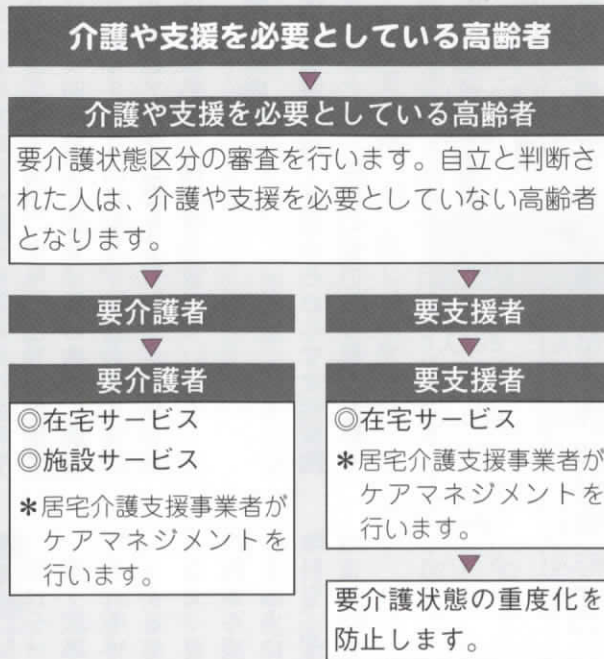 介護や支援を必要としている高齢者
介護や支援を必要としている高齢者
要介護状態区分の審査を行います。自立と判断さ
れた人は、介護や支援を必要としていない高齢者
となります。
要介護者
要介護者
◎在宅サービス
◎施設サービス
＊居宅介護支援事業者が
ケアマネジメントを
行います。
要支援者
要支援者
◎在宅サービス
＊居宅介護支援事業者が
ケアマネジメントを
行います。
要介護状態の重度化を
防止します。